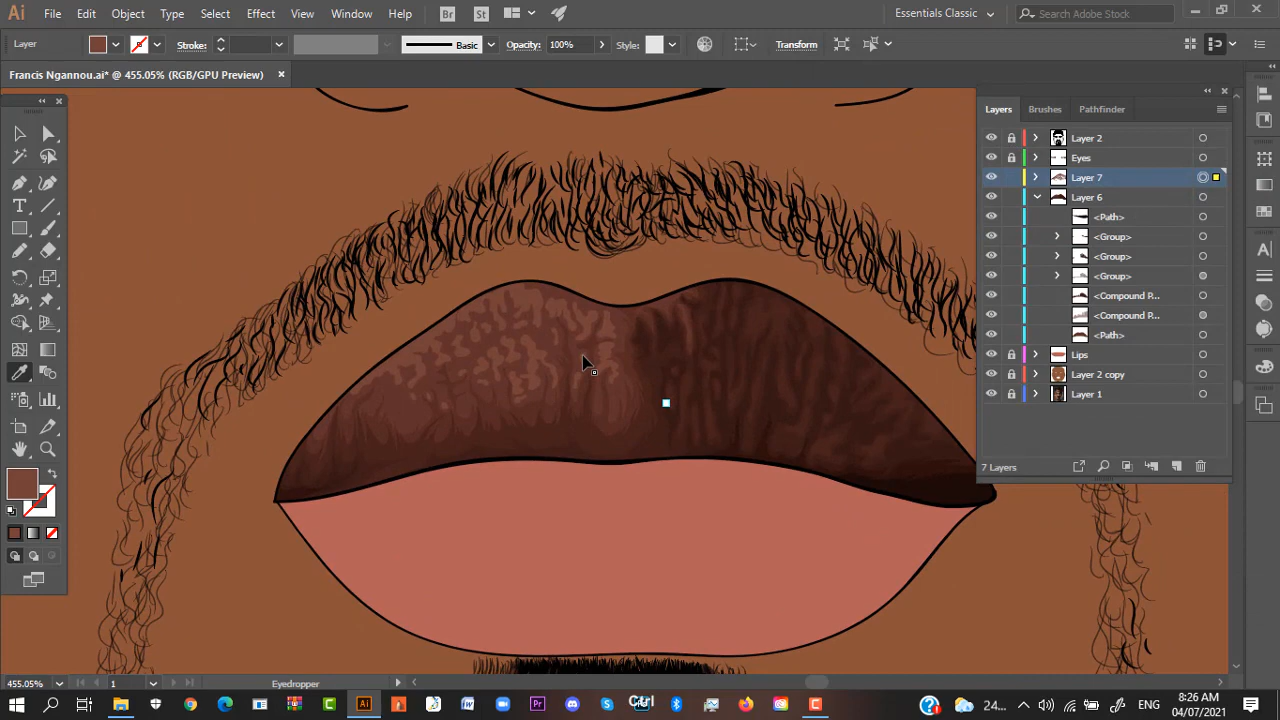 Ai File Edit Object Type Select Effect View Window Help Br St Essentials Classic Search Adobe Stock
Layer Stroke: Basic Opacity: 100% Style: Transform
Francis Ngannou.ai* @ 455.05% (RGB/GPU Preview)
Layers Brushes Pathfinder
Layer 2
Eyes
Layer 7
Layer 6
<Path>
<Group>
<Group>
<Group>
<Compound P...
<Compound P...
<Path>
Lips
Layer 2 copy
Layer 1
7 Layers
455.05% 1 Eyedropper
Ctrl
24...
8:26 AM
04/07/2021